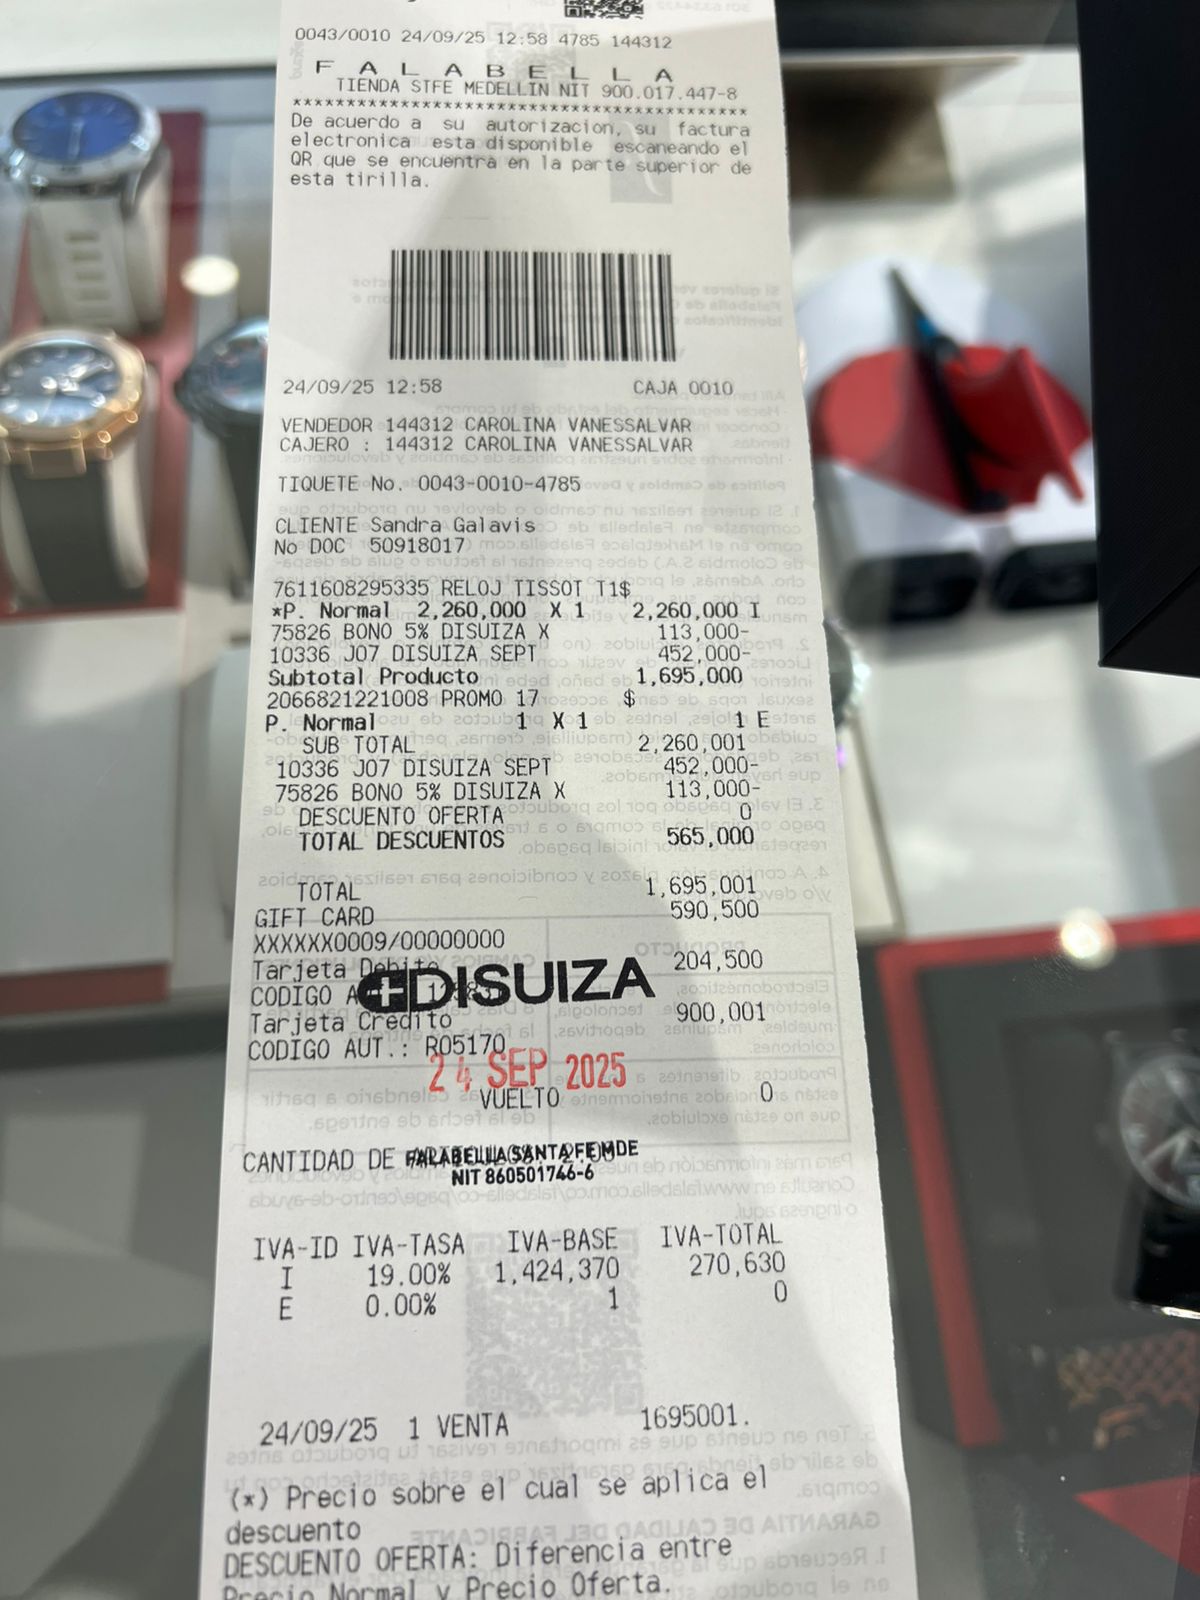 0043/0010 24/09/25 12:58 4785 144312
FALABELLA
TIENDA STFE MEDELLIN NIT 900.017.447-8
************************************************
De acuerdo a su autorizacion, su factura
electronica esta disponible escaneando el
QR que se encuentra en la parte superior de
esta tirilla.
24/09/25 12:58 CAJA 0010
VENDEDOR 144312 CAROLINA VANESSALVAR
CAJERO : 144312 CAROLINA VANESSALVAR
TIQUETE No. 0043-0010-4785
CLIENTE Sandra Galavis
No DOC 50918017
7611608295335 RELOJ TISSOT T1$
*P. Normal 2,260,000 X 1 2,260,000 I
75826 BONO 5% DISUIZA X 113,000-
10336 J07 DISUIZA SEPT 452,000-
Subtotal Producto 1,695,000
2066821221008 PROMO 17 $
P. Normal 1 X 1 1 E
SUB TOTAL 2,260,001
10336 J07 DISUIZA SEPT 452,000-
75826 BONO 5% DISUIZA X 113,000-
DESCUENTO OFERTA 0
TOTAL DESCUENTOS 565,000
TOTAL 1,695,001
GIFT CARD 590,500
XXXXXX0009/00000000
Tarjeta Debito 204,500
CODIGO
DISUIZA
Tarjeta Credito 900,001
CODIGO AUT.: R05170
24 SEP 2025
VUELTO 0
CANTIDAD DE
FALABELLA SANTA FE MDE
NIT 860501746-6
IVA-ID IVA-TASA IVA-BASE IVA-TOTAL
I 19.00% 1,424,370 270,630
E 0.00% 1 0
24/09/25 1 VENTA 1695001.
(*) Precio sobre el cual se aplica el
descuento
DESCUENTO OFERTA: Diferencia entre
Precio Normal y Precio Oferta.